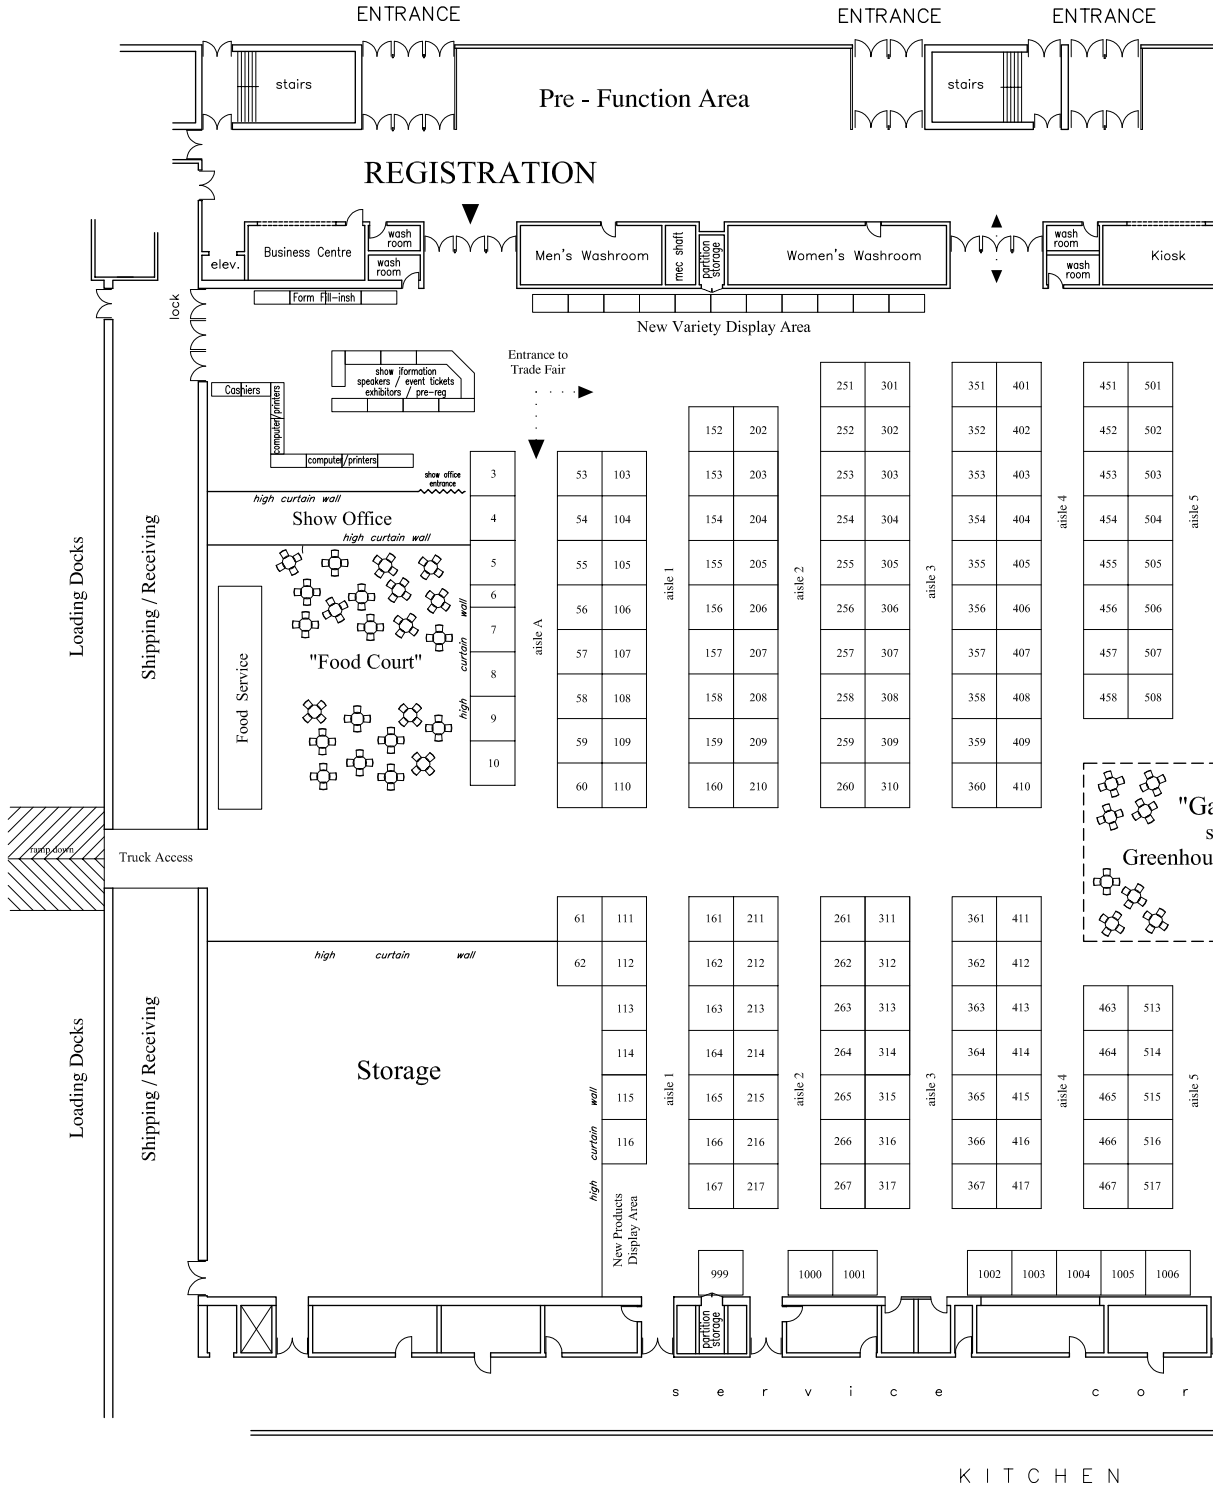 ENTRANCE
ENTRANCE
ENTRANCE
stairs
stairs
Pre - Function Area
REGISTRATION
wash
room
wash
room
Business Centre
elev.
Men's Washroom
mec shaft
partition
storage
Women's Washroom
wash
room
wash
room
Kiosk
Form Fill-insh
lock
New Variety Display Area
Entrance to
Trade Fair
show iformation
speakers / event tickets
exhibitors / pre-reg
Cashiers
computer/printers
computer/printers
show office
entrance
high curtain wall
Show Office
high curtain wall
Loading Docks
Shipping / Receiving
Food Service
"Food Court"
high curtain wall
aisle A
aisle 1
aisle 2
aisle 3
aisle 4
aisle 5
3
4
5
6
7
8
9
10
53 103
54 104
55 105
56 106
57 107
58 108
59 109
60 110
152 202
153 203
154 204
155 205
156 206
157 207
158 208
159 209
160 210
251 301
252 302
253 303
254 304
255 305
256 306
257 307
258 308
259 309
260 310
351 401
352 402
353 403
354 404
355 405
356 406
357 407
358 408
359 409
360 410
451 501
452 502
453 503
454 504
455 505
456 506
457 507
458 508
"Ga
s
Greenhou
ramp down
Truck Access
high curtain wall
Loading Docks
Shipping / Receiving
Storage
high curtain wall
New Products
Display Area
61 111
62 112
113
114
115
116
161 211
162 212
163 213
164 214
165 215
166 216
167 217
261 311
262 312
263 313
264 314
265 315
266 316
267 317
361 411
362 412
363 413
364 414
365 415
366 416
367 417
463 513
464 514
465 515
466 516
467 517
aisle 1
aisle 2
aisle 3
aisle 4
aisle 5
999
1000 1001
1002 1003 1004 1005 1006
partition
storage
service cor
KITCHEN